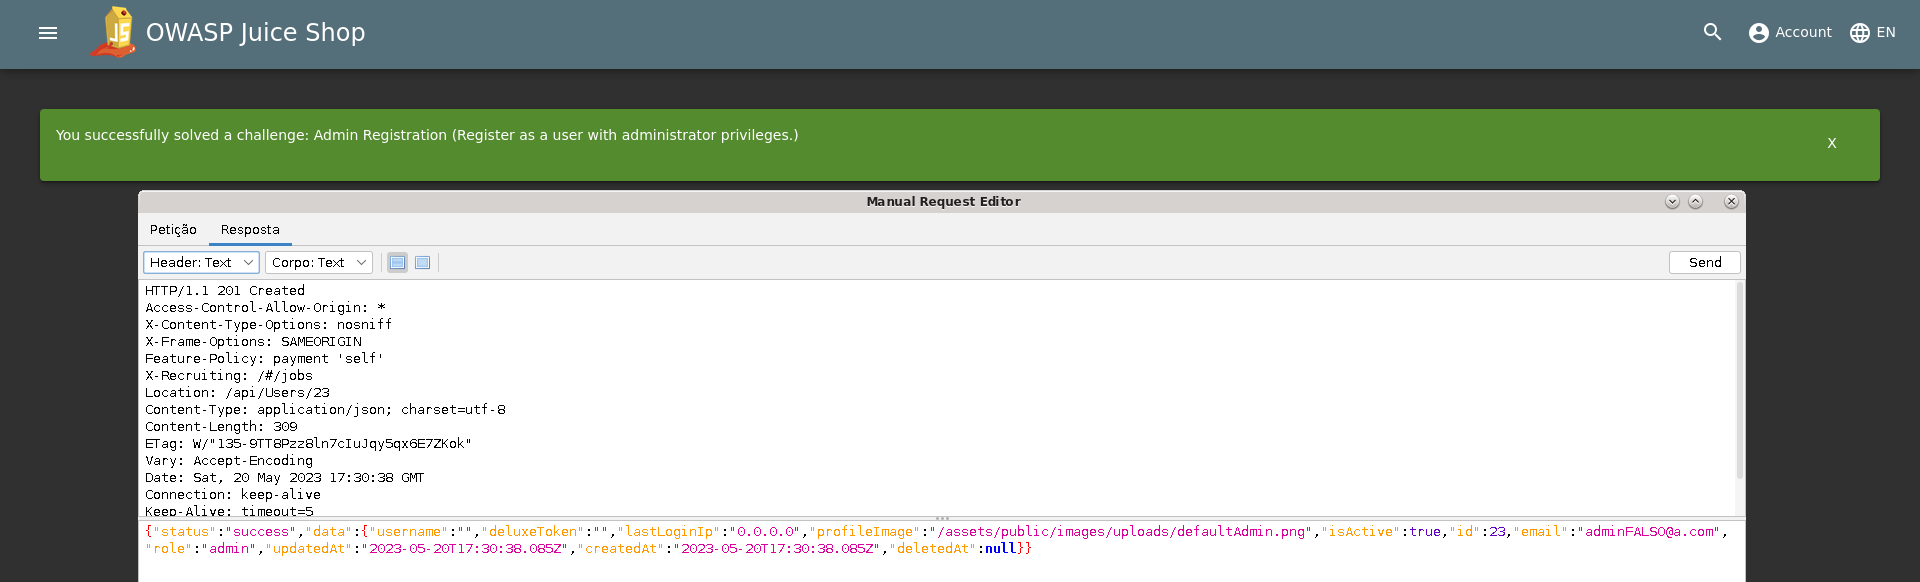 OWASP Juice Shop
Account
EN
You successfully solved a challenge: Admin Registration (Register as a user with administrator privileges.)
X
Manual Request Editor
Petição Resposta
Header: Text Corpo: Text Send
HTTP/1.1 201 Created
Access-Control-Allow-Origin: *
X-Content-Type-Options: nosniff
X-Frame-Options: SAMEORIGIN
Feature-Policy: payment 'self'
X-Recruiting: /#/jobs
Location: /api/Users/23
Content-Type: application/json; charset=utf-8
Content-Length: 309
ETag: W/"135-9TT8Pzz8ln7cIuJqy5qx6E7ZKok"
Vary: Accept-Encoding
Date: Sat, 20 May 2023 17:30:38 GMT
Connection: keep-alive
Keep-Alive: timeout=5
{"status":"success","data":{"username":"","deluxeToken":"","lastLoginIp":"0.0.0.0","profileImage":"/assets/public/images/uploads/defaultAdmin.png","isActive":true,"id":23,"email":"adminFALSO@a.com",
"role":"admin","updatedAt":"2023-05-20T17:30:38.085Z","createdAt":"2023-05-20T17:30:38.085Z","deletedAt":null}}